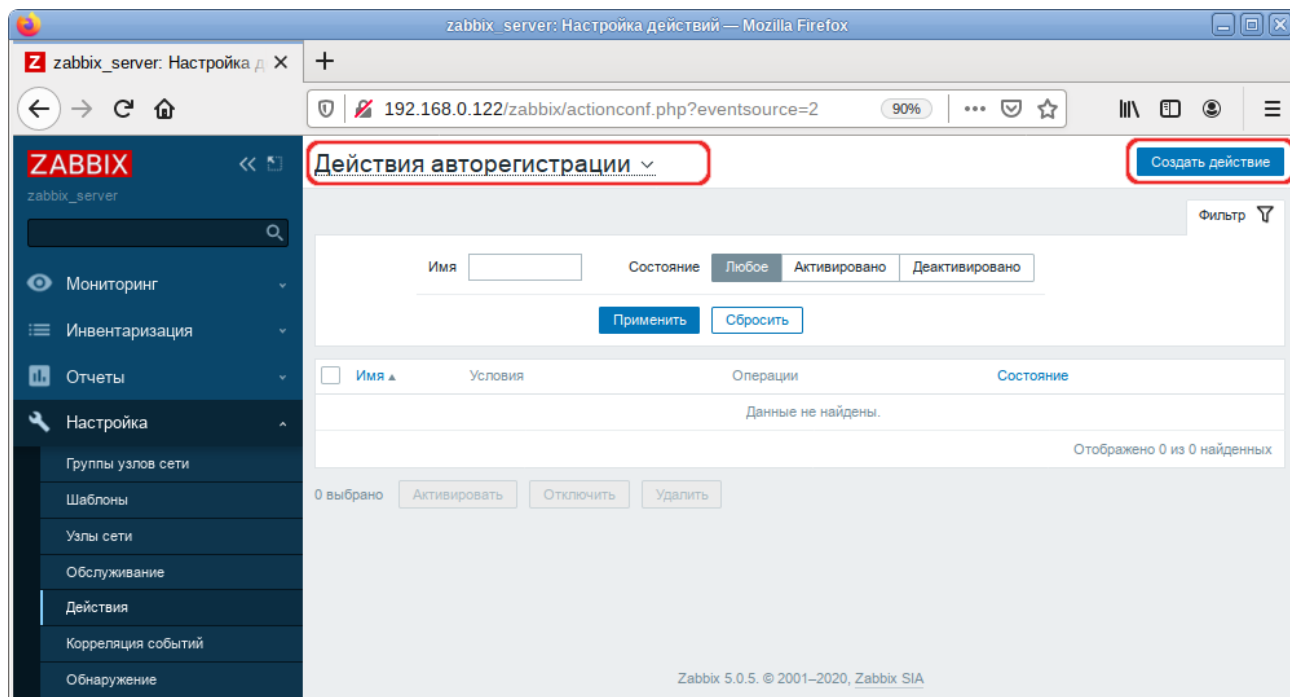 zabbix_server: Настройка действий — Mozilla Firefox
Z zabbix_server: Настройка д
192.168.0.122/zabbix/actionconf.php?eventsource=2 90%
ZABBIX
zabbix_server
Действия авторегистрации
Создать действие
Фильтр
Имя Состояние Любое Активировано Деактивировано
Применить Сбросить
Имя Условия Операции Состояние
Данные не найдены.
Отображено 0 из 0 найденных
0 выбрано Активировать Отключить Удалить
Мониторинг
Инвентаризация
Отчеты
Настройка
Группы узлов сети
Шаблоны
Узлы сети
Обслуживание
Действия
Корреляция событий
Обнаружение
Zabbix 5.0.5. © 2001–2020, Zabbix SIA